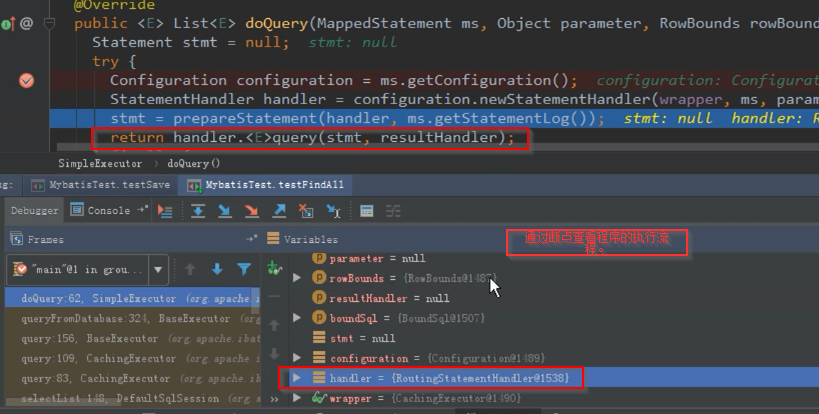 @Override
public <E> List<E> doQuery(MappedStatement ms, Object parameter, RowBounds rowBoun
Statement stmt = null; stmt: null
try {
Configuration configuration = ms.getConfiguration(); configuration: Configurat
StatementHandler handler = configuration.newStatementHandler(wrapper, ms, param
stmt = prepareStatement(handler, ms.getStatementLog()); stmt: null handler: R
return handler.<E>query(stmt, resultHandler);
SimpleExecutor › doQuery()
g: MybatisTest.testSave MybatisTest.testFindAll
Debugger Console
Frames Variables
通过断点查看程序的执行流
程。
"main"@1 in grou...
parameter = null
rowBounds = {RowBounds@1487}
resultHandler = null
boundSql = {BoundSql@1507}
stmt = null
configuration = {Configuration@1489}
handler = {RoutingStatementHandler@1538}
wrapper = {CachingExecutor@1490}
doQuery:62, SimpleExecutor (org.apache.i
queryFromDatabase:324, BaseExecutor (
query:156, BaseExecutor (org.apache.ibat
query:109, CachingExecutor (org.apache.
query:83, CachingExecutor (org.apache.i
selectList:148, DefaultSqlSession (